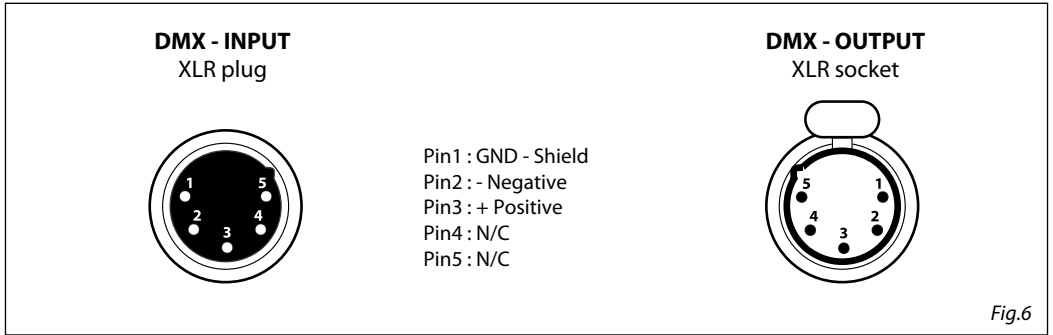 DMX - INPUT
XLR plug
1
5
2
4
3
Pin1 : GND - Shield
Pin2 : - Negative
Pin3 : + Positive
Pin4 : N/C
Pin5 : N/C
DMX - OUTPUT
XLR socket
5
1
4
2
3
Fig.6